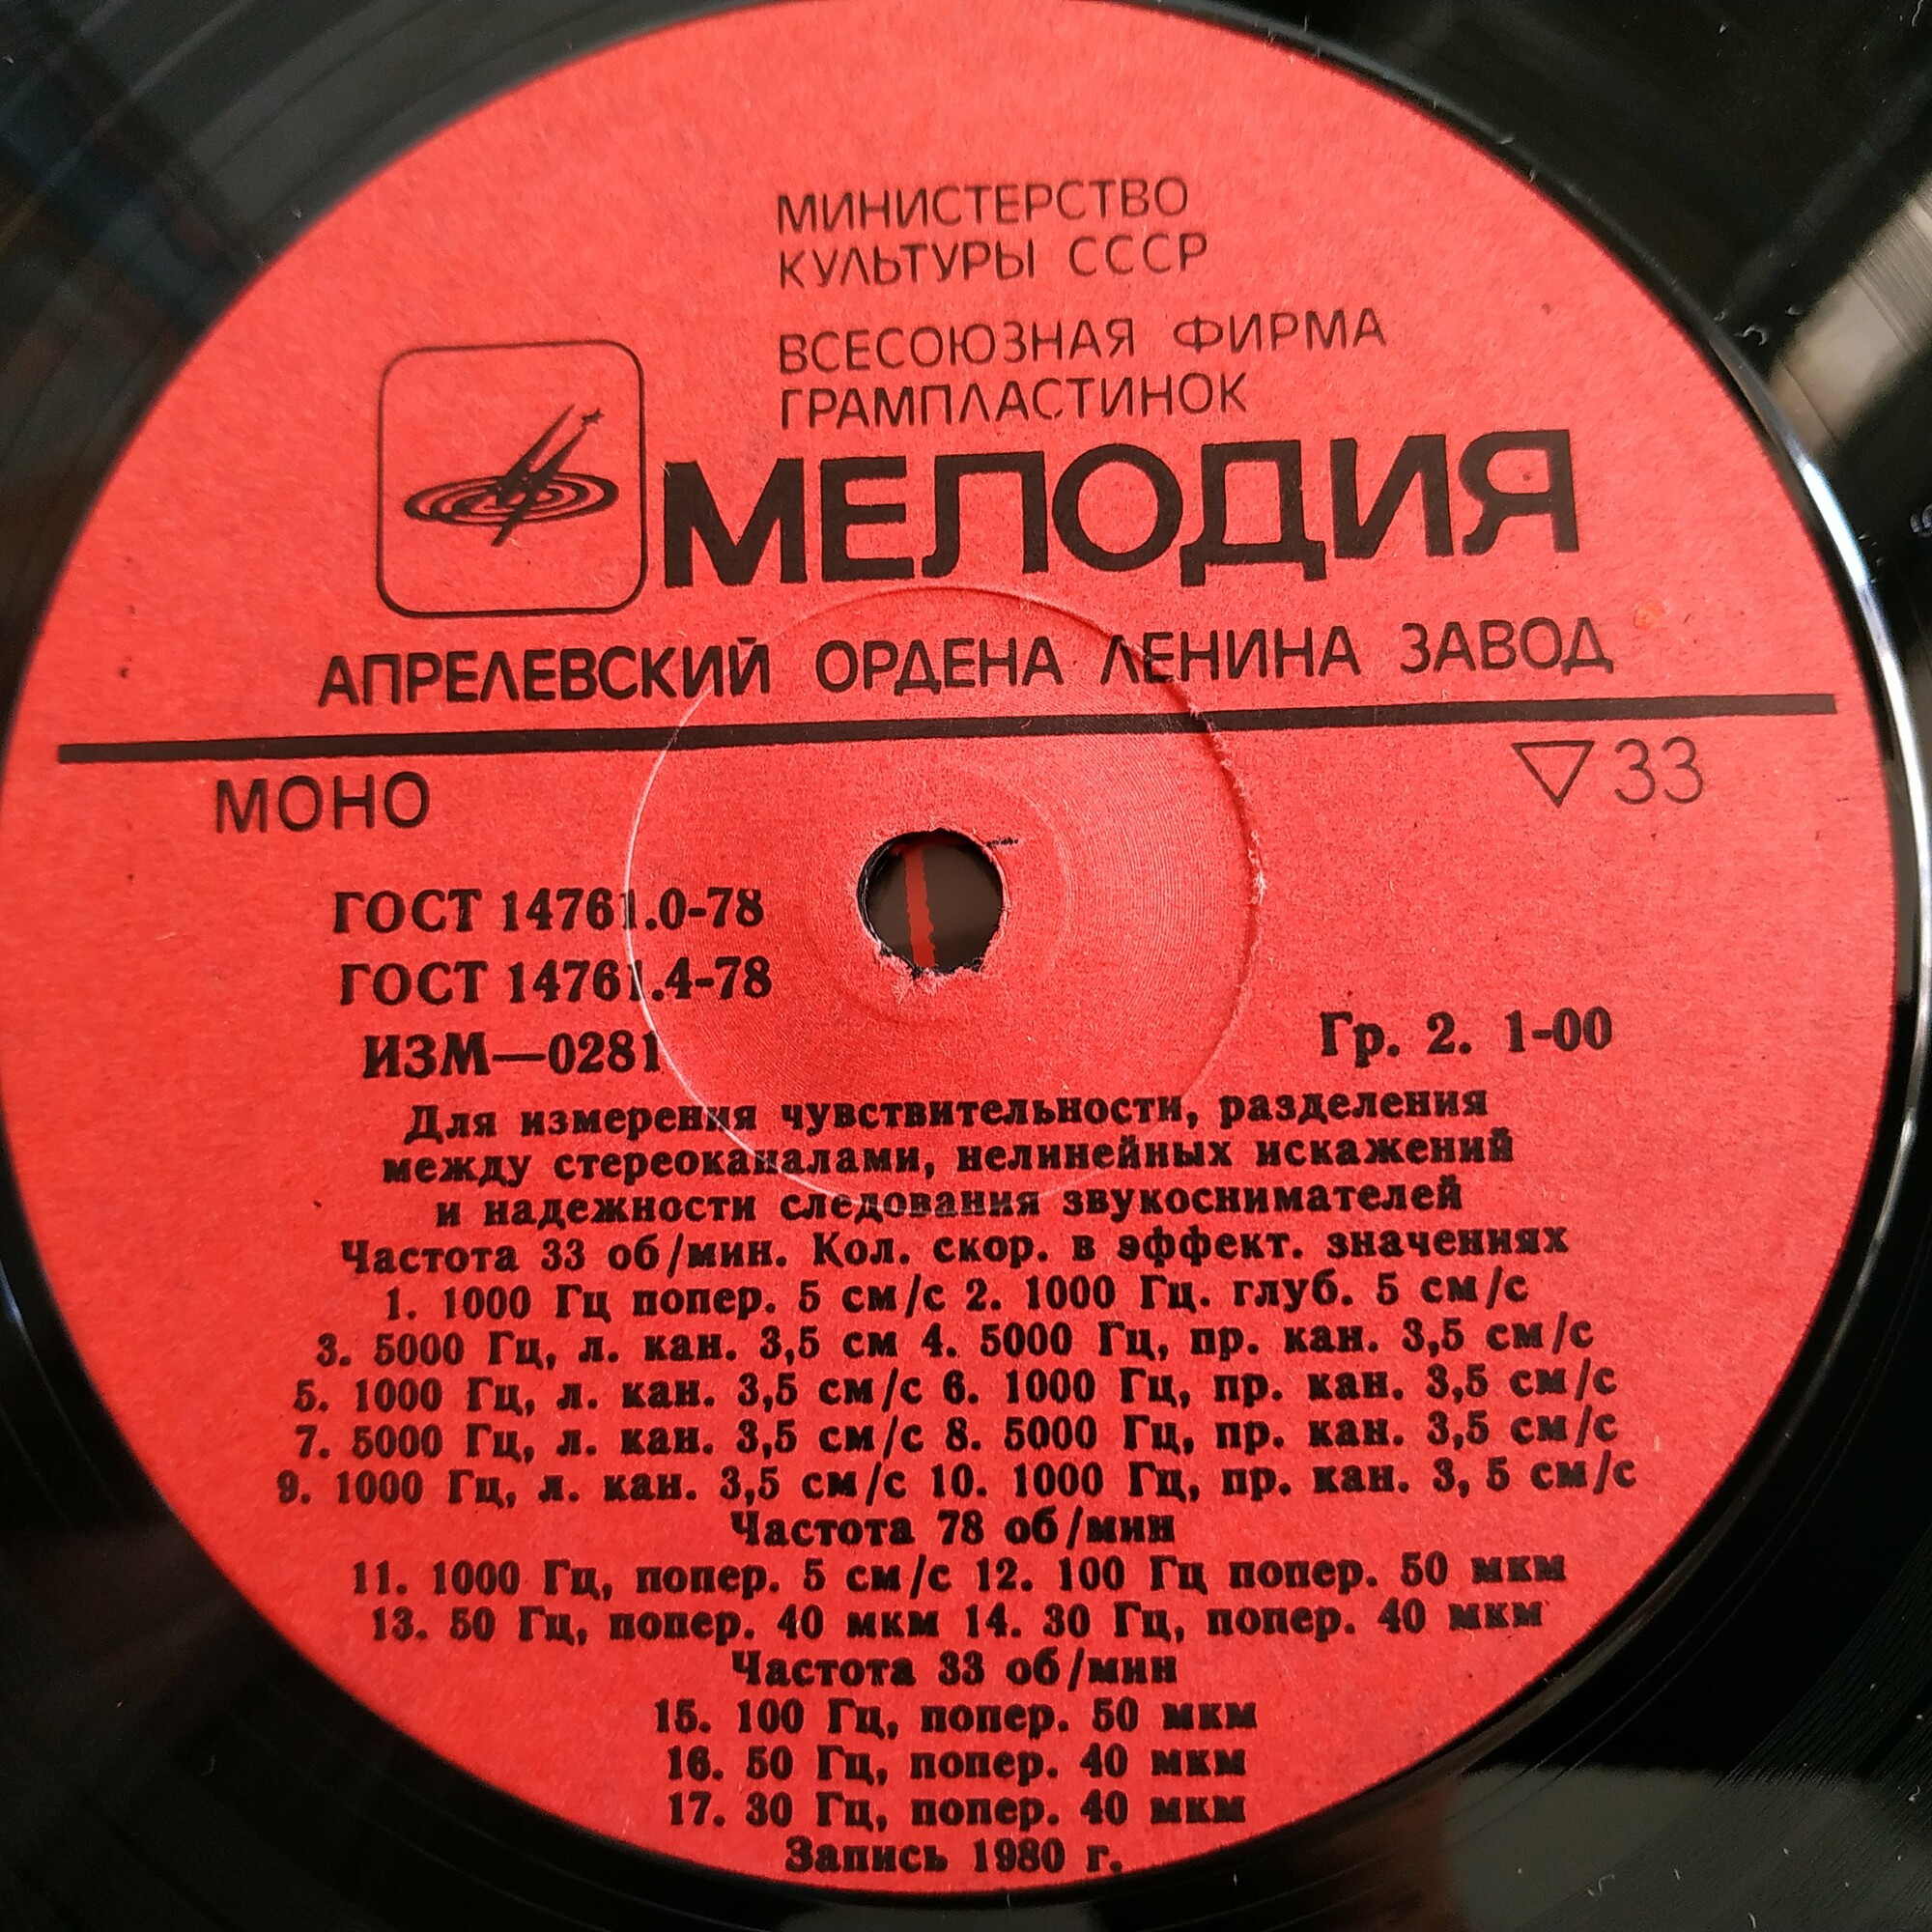 МИНИСТЕРСТВО
КУЛЬТУРЫ СССР
ВСЕСОЮЗНАЯ ФИРМА
ГРАМПЛАСТИНОК
МЕЛОДИЯ
АПРЕЛЕВСКИЙ ОРДЕНА ЛЕНИНА ЗАВОД
МОНО
▽33
ГОСТ 14761.0-78
ГОСТ 14761.4-78
ИЗМ—0281
Гр. 2. 1-00
Для измерения чувствительности, разделения
между стереоканалами, нелинейных искажений
и надежности следования звукоснимателей
Частота 33 об/мин. Кол. скор. в эффект. значениях
1. 1000 Гц попер. 5 см/с 2. 1000 Гц. глуб. 5 см/с
3. 5000 Гц, л. кан. 3,5 см 4. 5000 Гц, пр. кан. 3,5 см/с
5. 1000 Гц, л. кан. 3,5 см/с 6. 1000 Гц, пр. кан. 3,5 см/с
7. 5000 Гц, л. кан. 3,5 см/с 8. 5000 Гц, пр. кан. 3,5 см/с
9. 1000 Гц, л. кан. 3,5 см/с 10. 1000 Гц, пр. кан. 3, 5 см/с
Частота 78 об/мин
11. 1000 Гц, попер. 5 см/с 12. 100 Гц попер. 50 мкм
13. 50 Гц, попер. 40 мкм 14. 30 Гц, попер. 40 мкм
Частота 33 об/мин
15. 100 Гц, попер. 50 мкм
16. 50 Гц, попер. 40 мкм
17. 30 Гц, попер. 40 мкм
Запись 1980 г.